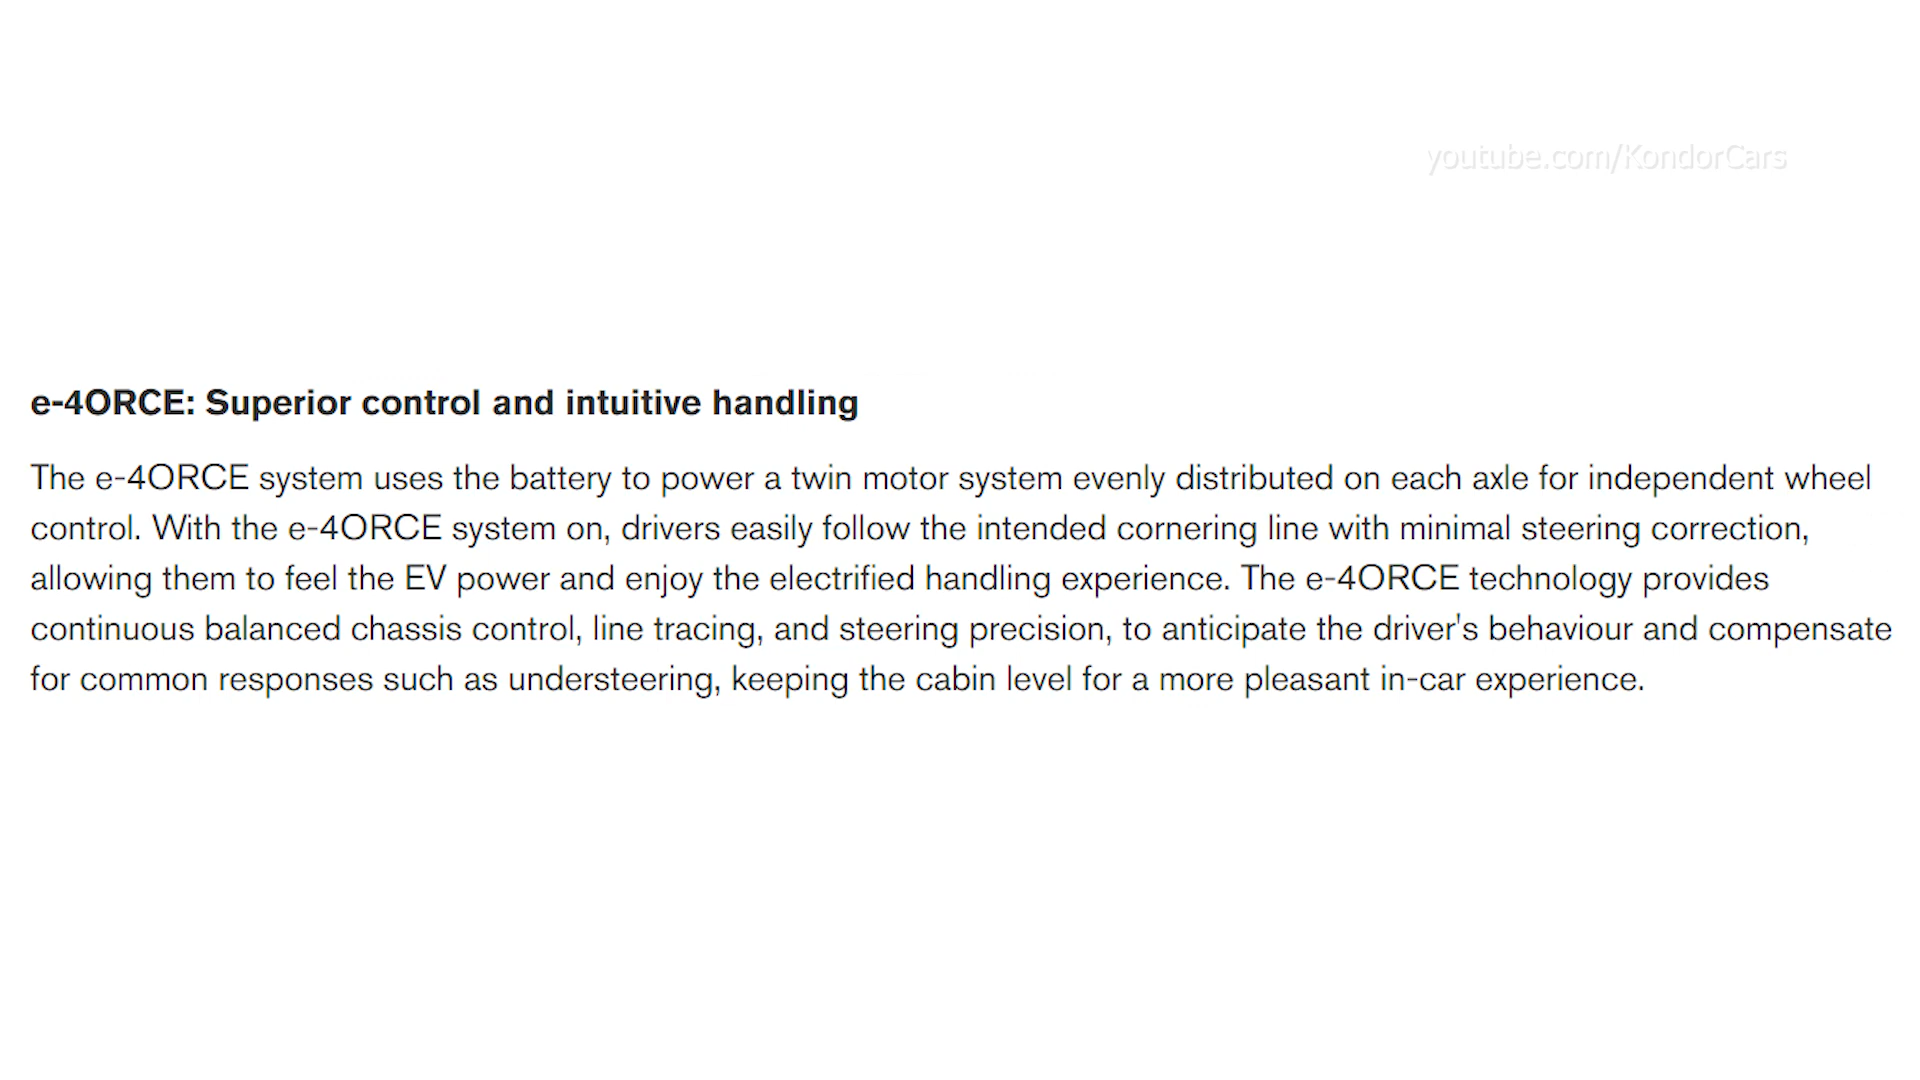 youtube.com/KondorCars
e-4ORCE: Superior control and intuitive handling
The e-4ORCE system uses the battery to power a twin motor system evenly distributed on each axle for independent wheel
control. With the e-4ORCE system on, drivers easily follow the intended cornering line with minimal steering correction,
allowing them to feel the EV power and enjoy the electrified handling experience. The e-4ORCE technology provides
continuous balanced chassis control, line tracing, and steering precision, to anticipate the driver's behaviour and compensate
for common responses such as understeering, keeping the cabin level for a more pleasant in-car experience.